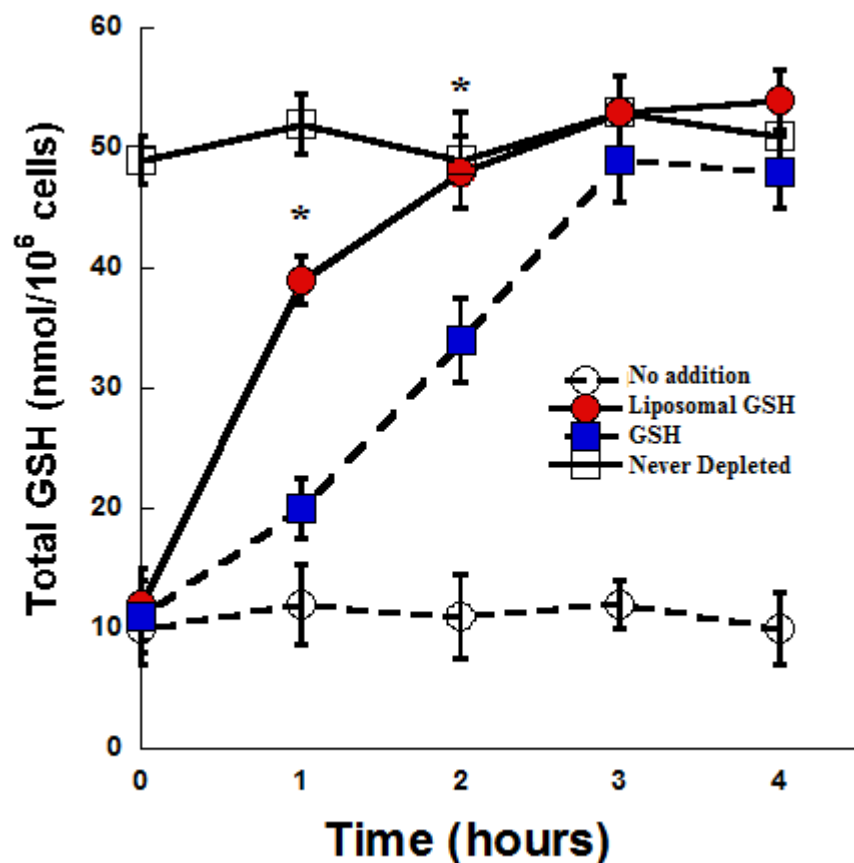 Total GSH (nmol/10⁶ cells)
60
50
40
30
20
10
0
*
*
No addition
Liposomal GSH
GSH
Never Depleted
0 1 2 3 4
Time (hours)